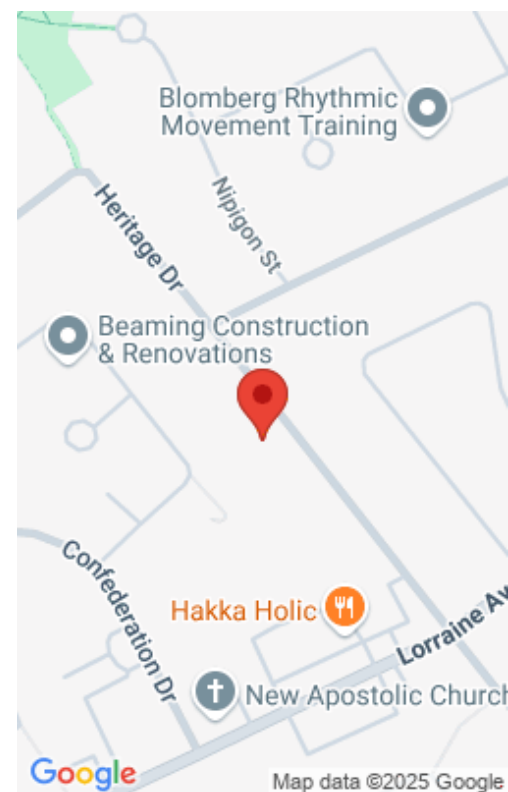 Blomberg Rhythmic
Movement Training
Nipigon St
Heritage Dr
Beaming Construction
& Renovations
Confederation Dr
Hakka Holic
Lorraine Av
New Apostolic Church
Google
Map data ©2025 Google